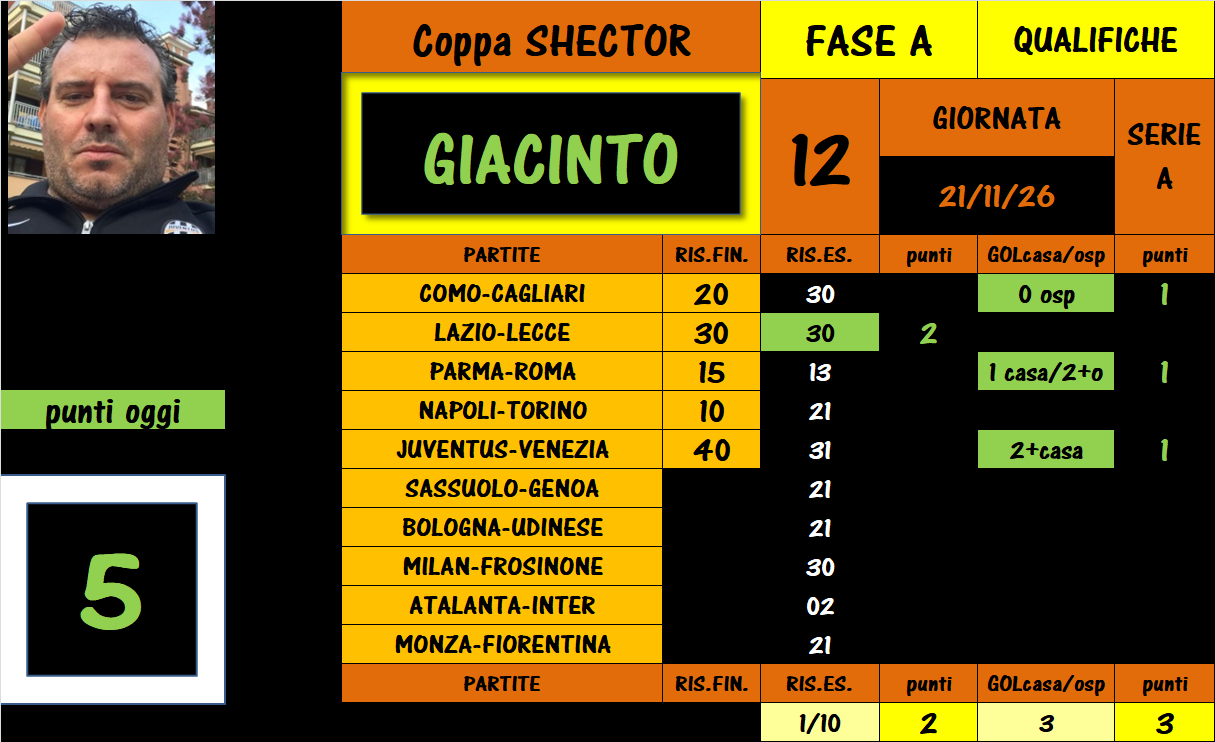 Coppa SHECTOR FASE A QUALIFICHE
GIACINTO 12 GIORNATA SERIE A
21/11/26
PARTITE RIS.FIN. RIS.ES. punti GOLcasa/osp punti
COMO-CAGLIARI 20 30 0 osp 1
LAZIO-LECCE 30 30 2
PARMA-ROMA 15 13 1 casa/2+o 1
punti oggi
NAPOLI-TORINO 10 21
JUVENTUS-VENEZIA 40 31 2+casa 1
SASSUOLO-GENOA 21
BOLOGNA-UDINESE 21
5
MILAN-FROSINONE 30
ATALANTA-INTER 02
MONZA-FIORENTINA 21
PARTITE RIS.FIN. RIS.ES. punti GOLcasa/osp punti
1/10 2 3 3